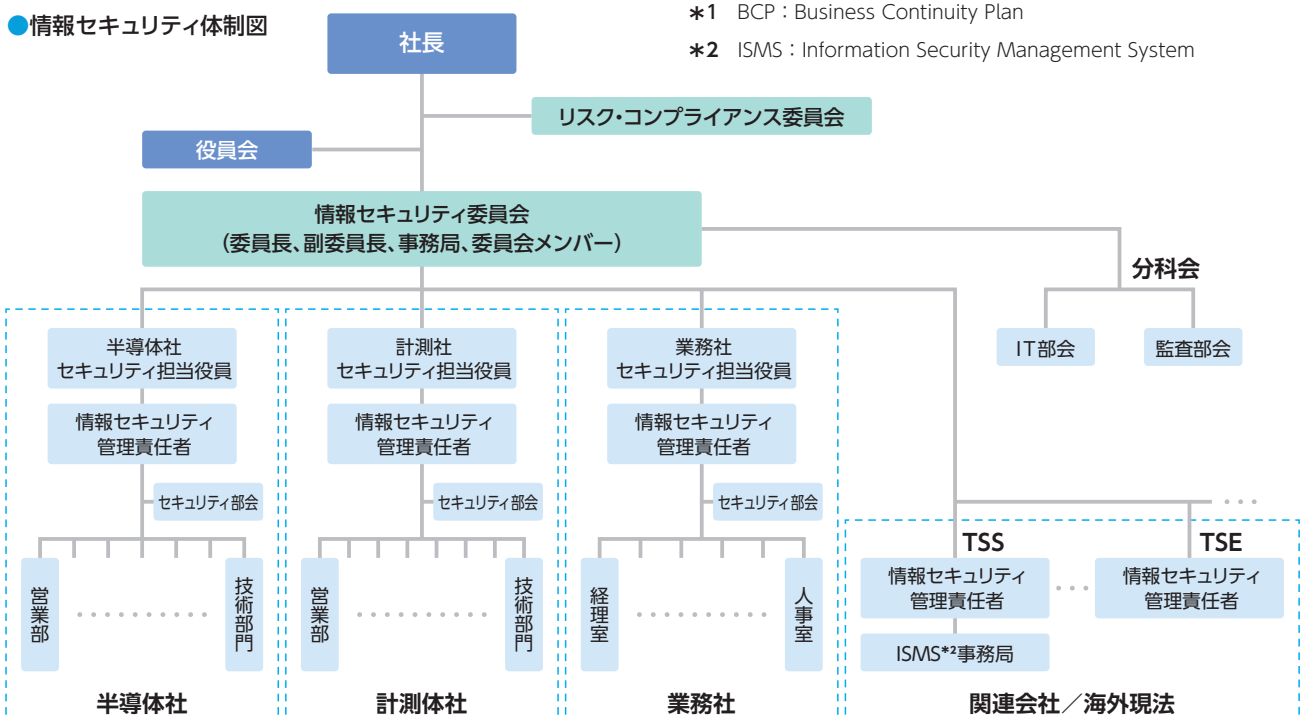 ●情報セキュリティ体制図
*1 BCP：Business Continuity Plan
*2 ISMS：Information Security Management System
社長
リスク・コンプライアンス委員会
役員会
情報セキュリティ委員会
（委員長、副委員長、事務局、委員会メンバー）
分科会
IT部会
監査部会
半導体社
セキュリティ担当役員
情報セキュリティ
管理責任者
セキュリティ部会
営業部
技術部門
半導体社
計測社
セキュリティ担当役員
情報セキュリティ
管理責任者
セキュリティ部会
営業部
技術部門
計測体社
業務社
セキュリティ担当役員
情報セキュリティ
管理責任者
セキュリティ部会
経理室
人事室
業務社
TSS
情報セキュリティ
管理責任者
ISMS*2事務局
TSE
情報セキュリティ
管理責任者
関連会社／海外現法